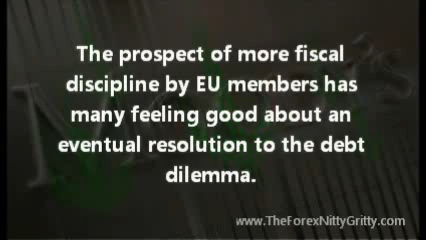 The prospect of more fiscal
discipline by EU members has
many feeling good about an
eventual resolution to the debt
dilemma.
www.TheForexNittyGritty.com